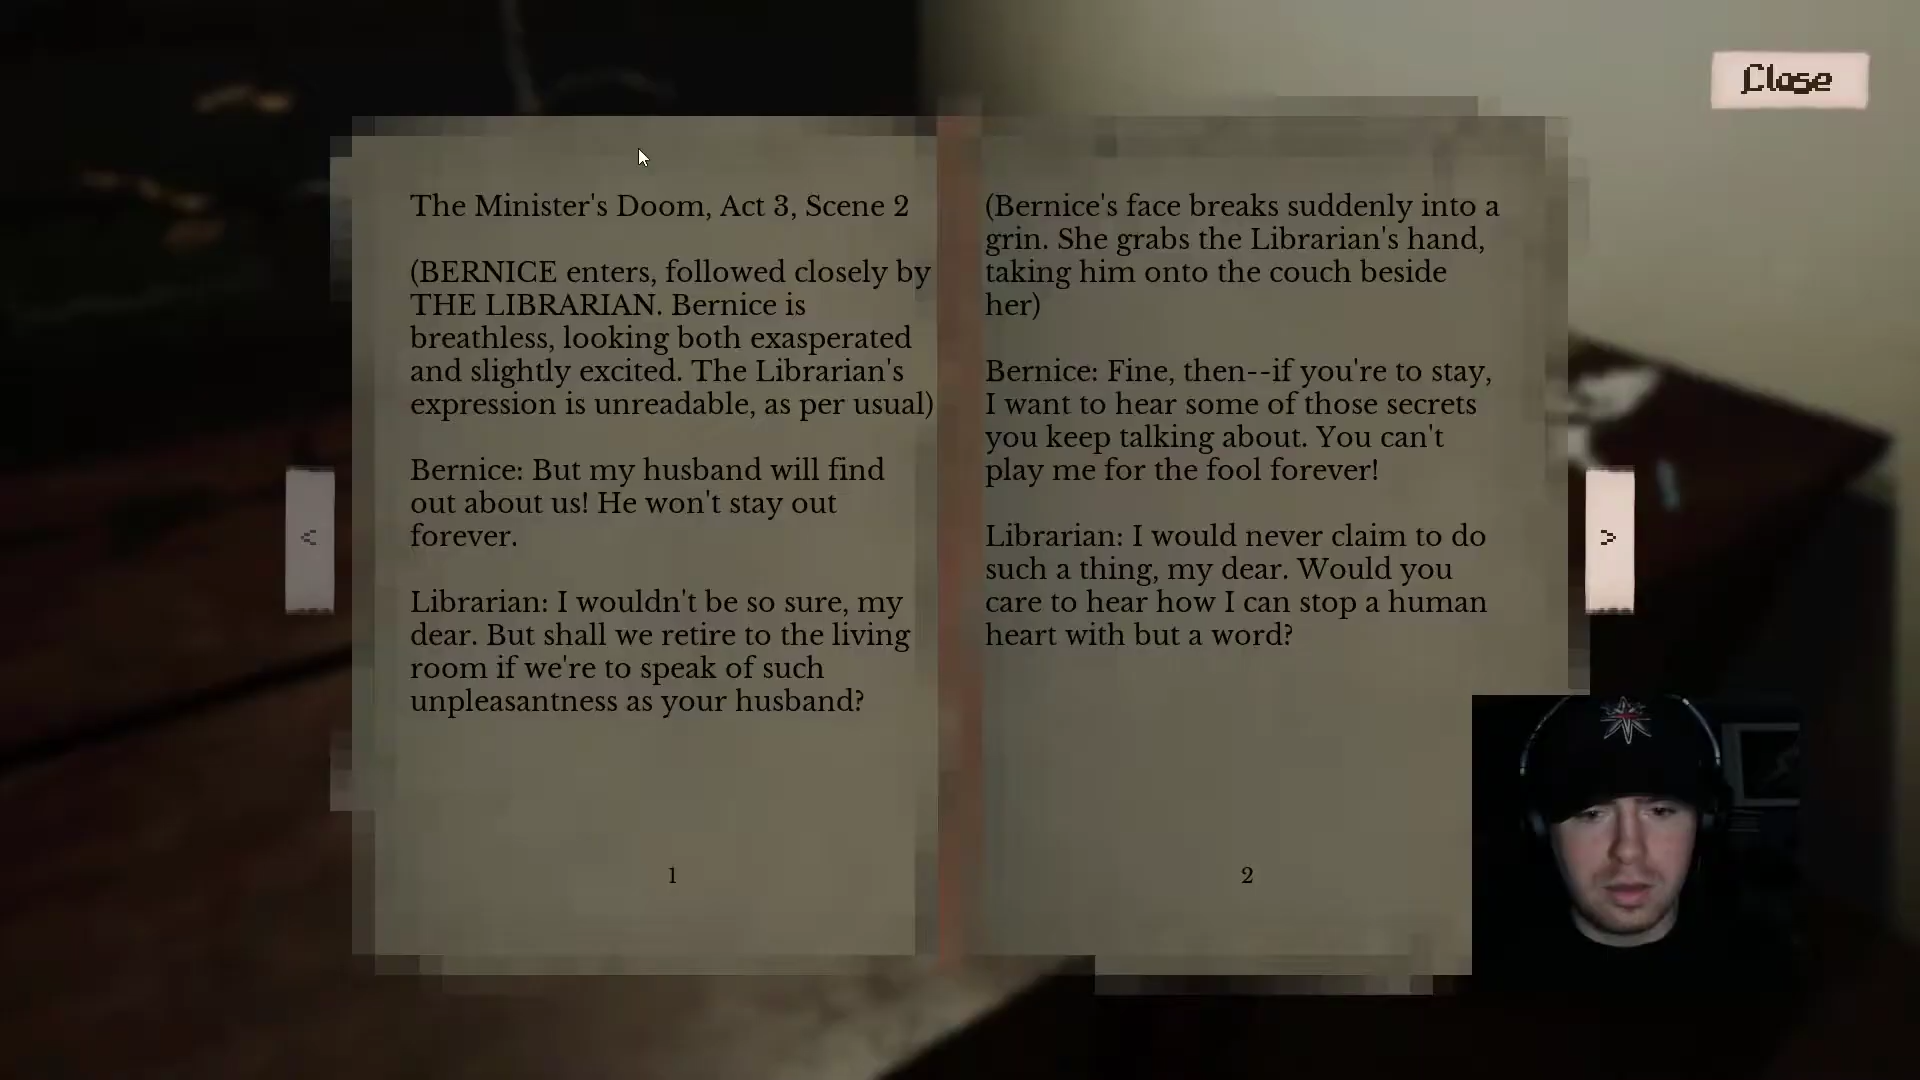 Close
The Minister's Doom, Act 3, Scene 2
(BERNICE enters, followed closely by
THE LIBRARIAN. Bernice is
breathless, looking both exasperated
and slightly excited. The Librarian's
expression is unreadable, as per usual)
Bernice: But my husband will find
out about us! He won't stay out
forever.
Librarian: I wouldn't be so sure, my
dear. But shall we retire to the living
room if we're to speak of such
unpleasantness as your husband?
1
(Bernice's face breaks suddenly into a
grin. She grabs the Librarian's hand,
taking him onto the couch beside
her)
Bernice: Fine, then--if you're to stay,
I want to hear some of those secrets
you keep talking about. You can't
play me for the fool forever!
Librarian: I would never claim to do
such a thing, my dear. Would you
care to hear how I can stop a human
heart with but a word?
2
<
>